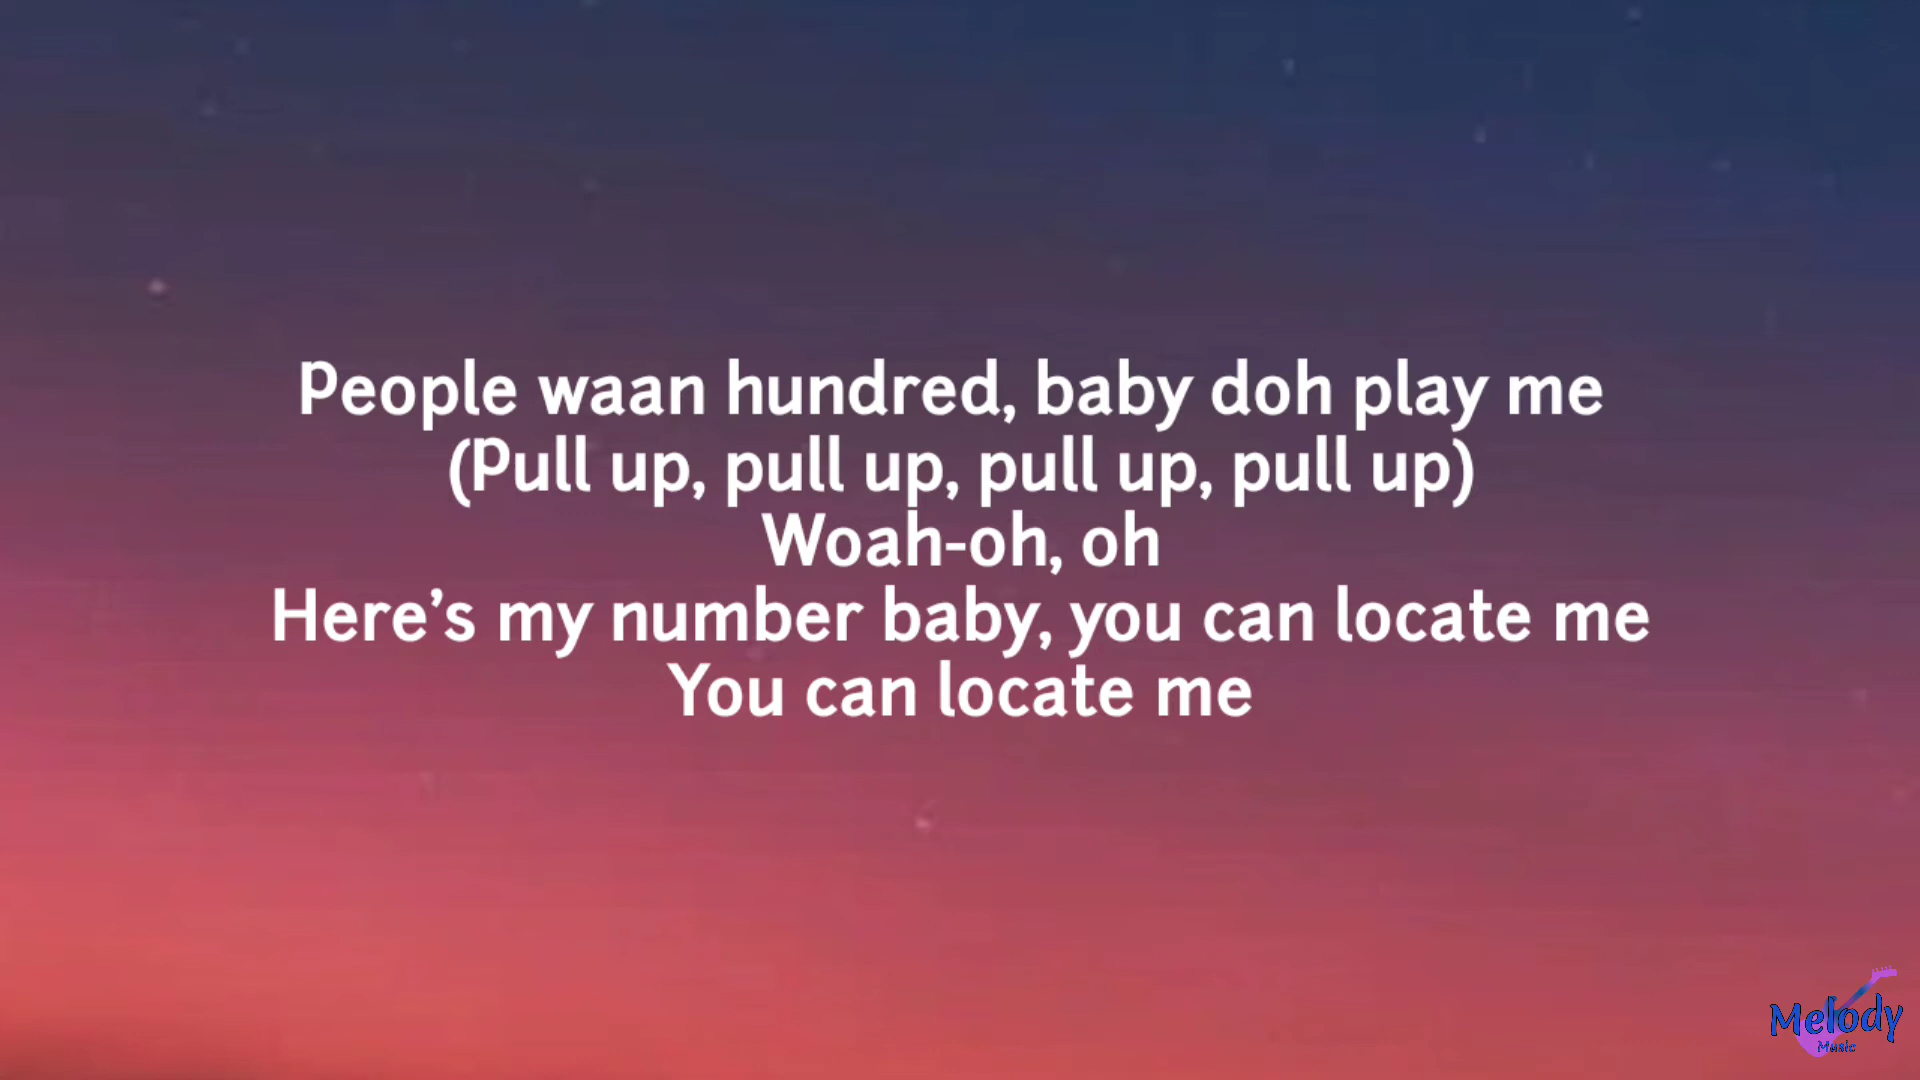 People waan hundred, baby doh play me
(Pull up, pull up, pull up, pull up)
Woah-oh, oh
Here's my number baby, you can locate me
You can locate me
Melody
Music